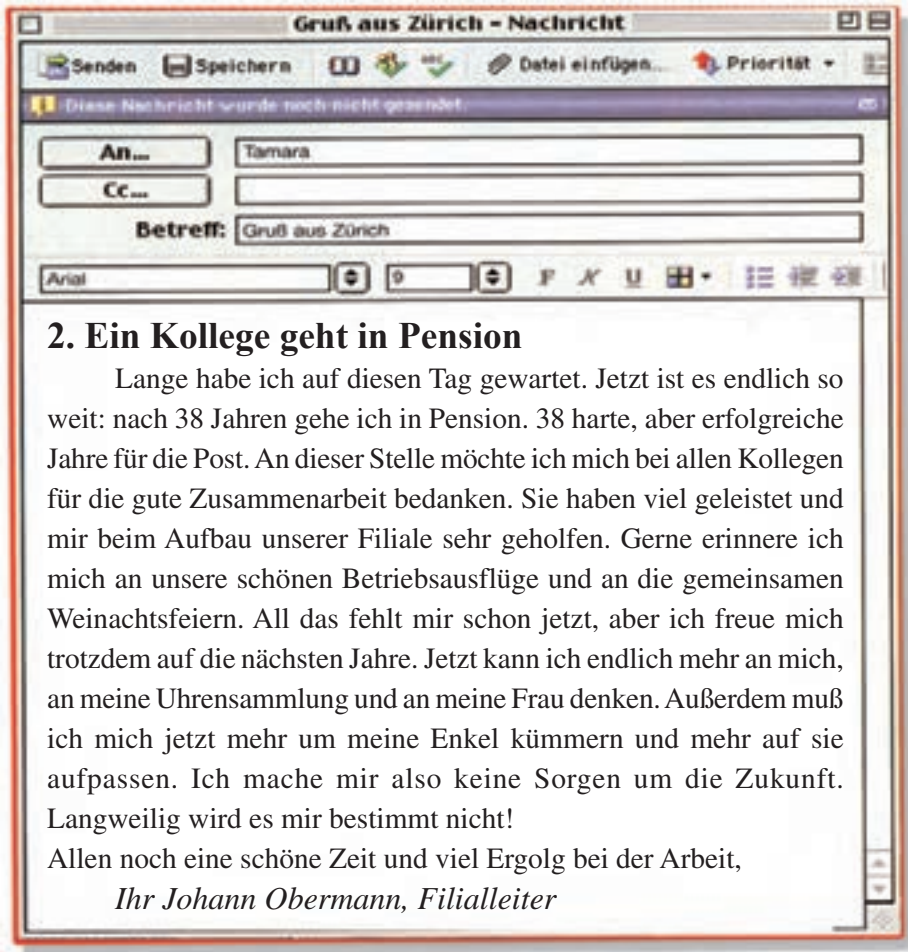 Gruß aus Zürich – Nachricht
Senden Speichern Datei einfügen... Priorität
Diese Nachricht wurde noch nicht gesendet.
An... Tamara
Cc...
Betreff: Gruß aus Zürich
Arial 9 F K U
2. Ein Kollege geht in Pension
Lange habe ich auf diesen Tag gewartet. Jetzt ist es endlich so
weit: nach 38 Jahren gehe ich in Pension. 38 harte, aber erfolgreiche
Jahre für die Post. An dieser Stelle möchte ich mich bei allen Kollegen
für die gute Zusammenarbeit bedanken. Sie haben viel geleistet und
mir beim Aufbau unserer Filiale sehr geholfen. Gerne erinnere ich
mich an unsere schönen Betriebsausflüge und an die gemeinsamen
Weinachtsfeiern. All das fehlt mir schon jetzt, aber ich freue mich
trotzdem auf die nächsten Jahre. Jetzt kann ich endlich mehr an mich,
an meine Uhrensammlung und an meine Frau denken. Außerdem muß
ich mich jetzt mehr um meine Enkel kümmern und mehr auf sie
aufpassen. Ich mache mir also keine Sorgen um die Zukunft.
Langweilig wird es mir bestimmt nicht!
Allen noch eine schöne Zeit und viel Ergolg bei der Arbeit,
Ihr Johann Obermann, Filialleiter